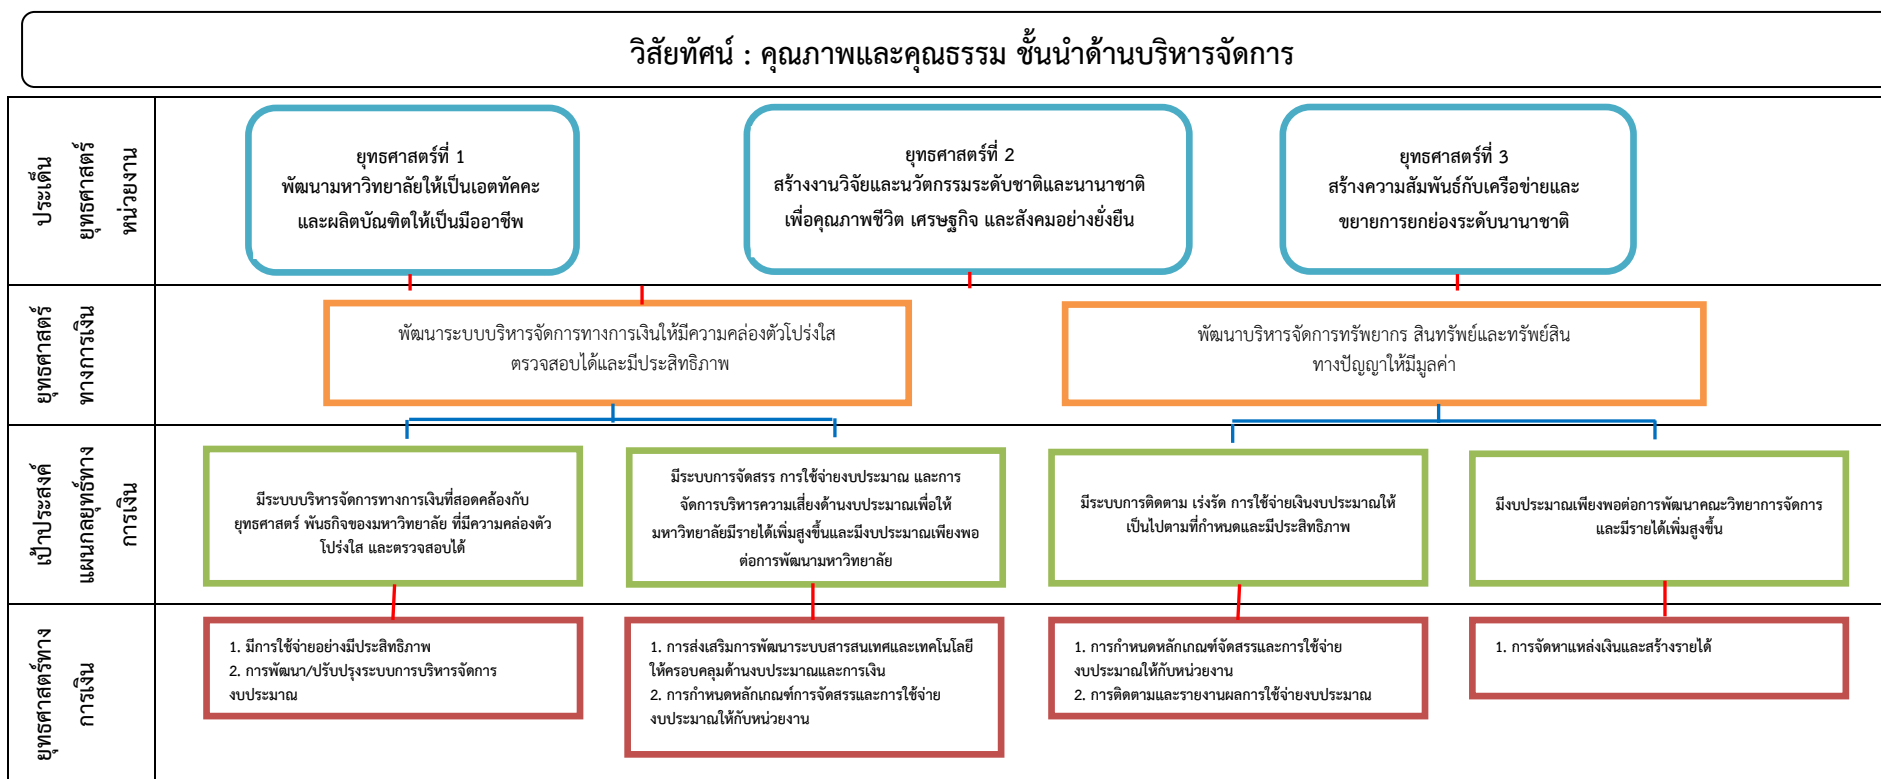 วิสัยทัศน์ : คุณภาพและคุณธรรม ชั้นนำด้านบริหารจัดการ
ประเด็น
ยุทธศาสตร์
หน่วยงาน
ยุทธศาสตร์ที่ 1
พัฒนามหาวิทยาลัยให้เป็นเอตทัคคะ
และผลิตบัณฑิตให้เป็นมืออาชีพ
ยุทธศาสตร์ที่ 2
สร้างงานวิจัยและนวัตกรรมระดับชาติและนานาชาติ
เพื่อคุณภาพชีวิต เศรษฐกิจ และสังคมอย่างยั่งยืน
ยุทธศาสตร์ที่ 3
สร้างความสัมพันธ์กับเครือข่ายและ
ขยายการยกย่องระดับนานาชาติ
ยุทธศาสตร์
ทางการเงิน
พัฒนาระบบบริหารจัดการทางการเงินให้มีความคล่องตัวโปร่งใส
ตรวจสอบได้และมีประสิทธิภาพ
พัฒนาบริหารจัดการทรัพยากร สินทรัพย์และทรัพย์สิน
ทางปัญญาให้มีมูลค่า
เป้าประสงค์
แผนกลยุทธ์ทาง
การเงิน
มีระบบบริหารจัดการทางการเงินที่สอดคล้องกับ
ยุทธศาสตร์ พันธกิจของมหาวิทยาลัย ที่มีความคล่องตัว
โปร่งใส และตรวจสอบได้
มีระบบการจัดสรร การใช้จ่ายงบประมาณ และการ
จัดการบริหารความเสี่ยงด้านงบประมาณเพื่อให้
มหาวิทยาลัยมีรายได้เพิ่มสูงขึ้นและมีงบประมาณเพียงพอ
ต่อการพัฒนามหาวิทยาลัย
มีระบบการติดตาม เร่งรัด การใช้จ่ายเงินงบประมาณให้
เป็นไปตามที่กำหนดและมีประสิทธิภาพ
มีงบประมาณเพียงพอต่อการพัฒนาคณะวิทยาการจัดการ
และมีรายได้เพิ่มสูงขึ้น
ยุทธศาสตร์ทาง
การเงิน
1. มีการใช้จ่ายอย่างมีประสิทธิภาพ
2. การพัฒนา/ปรับปรุงระบบการบริหารจัดการ
งบประมาณ
1. การส่งเสริมการพัฒนาระบบสารสนเทศและเทคโนโลยี
ให้ครอบคลุมด้านงบประมาณและการเงิน
2. การกำหนดหลักเกณฑ์การจัดสรรและการใช้จ่าย
งบประมาณให้กับหน่วยงาน
1. การกำหนดหลักเกณฑ์จัดสรรและการใช้จ่าย
งบประมาณให้กับหน่วยงาน
2. การติดตามและรายงานผลการใช้จ่ายงบประมาณ
1. การจัดหาแหล่งเงินและสร้างรายได้